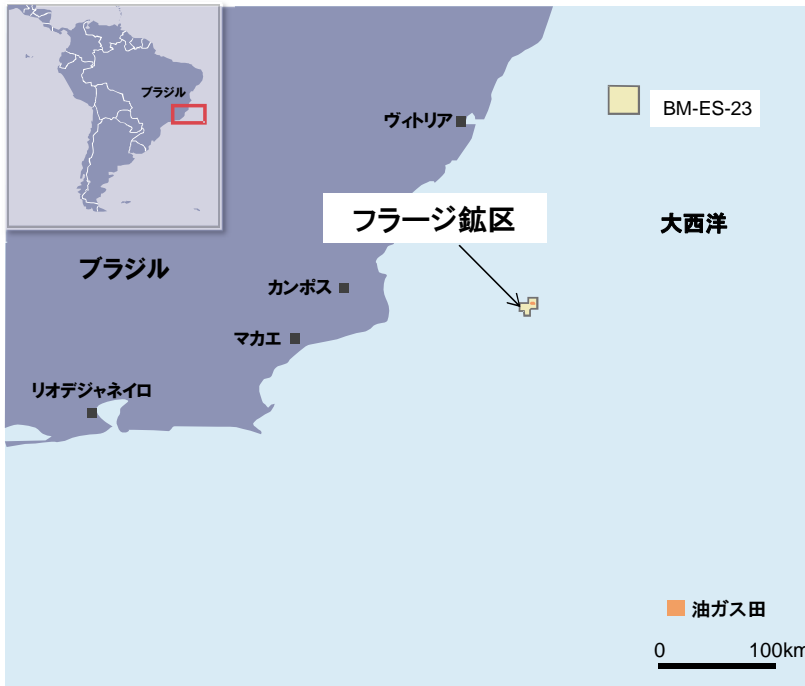 ブラジル
ヴィトリア
BM-ES-23
フラージ鉱区
大西洋
ブラジル
カンポス
マカエ
リオデジャネイロ
油ガス田
0 100km